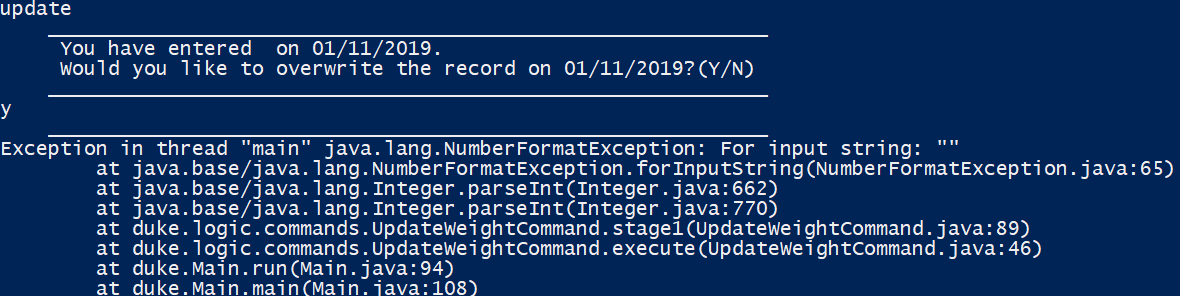 update
You have entered  on 01/11/2019.
Would you like to overwrite the record on 01/11/2019?(Y/N)
y
Exception in thread "main" java.lang.NumberFormatException: For input string: ""
at java.base/java.lang.NumberFormatException.forInputString(NumberFormatException.java:65)
at java.base/java.lang.Integer.parseInt(Integer.java:662)
at java.base/java.lang.Integer.parseInt(Integer.java:770)
at duke.logic.commands.UpdateWeightCommand.stage1(UpdateWeightCommand.java:89)
at duke.logic.commands.UpdateWeightCommand.execute(UpdateWeightCommand.java:46)
at duke.Main.run(Main.java:94)
at duke.Main.main(Main.java:108)